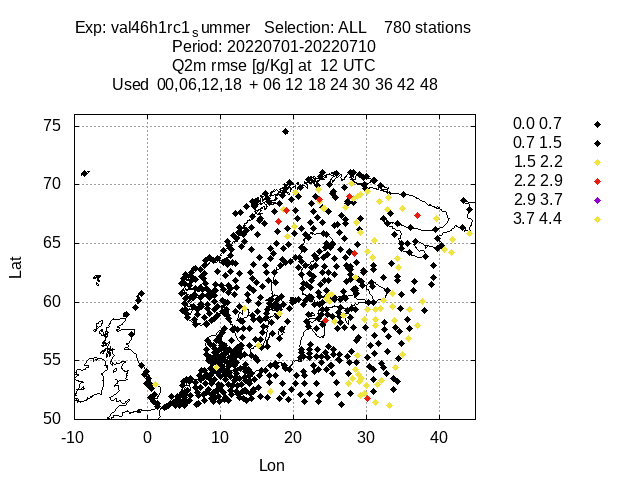 Exp: val46h1rc1summer Selection: ALL 780 stations
Period: 20220701-20220710
Q2m rmse [g/Kg] at 12 UTC
Used 00,06,12,18 + 06 12 18 24 30 36 42 48
75
70
65
60
55
50
-10 0 10 20 30 40
Lat
Lon
0.0 0.7
0.7 1.5
1.5 2.2
2.2 2.9
2.9 3.7
3.7 4.4